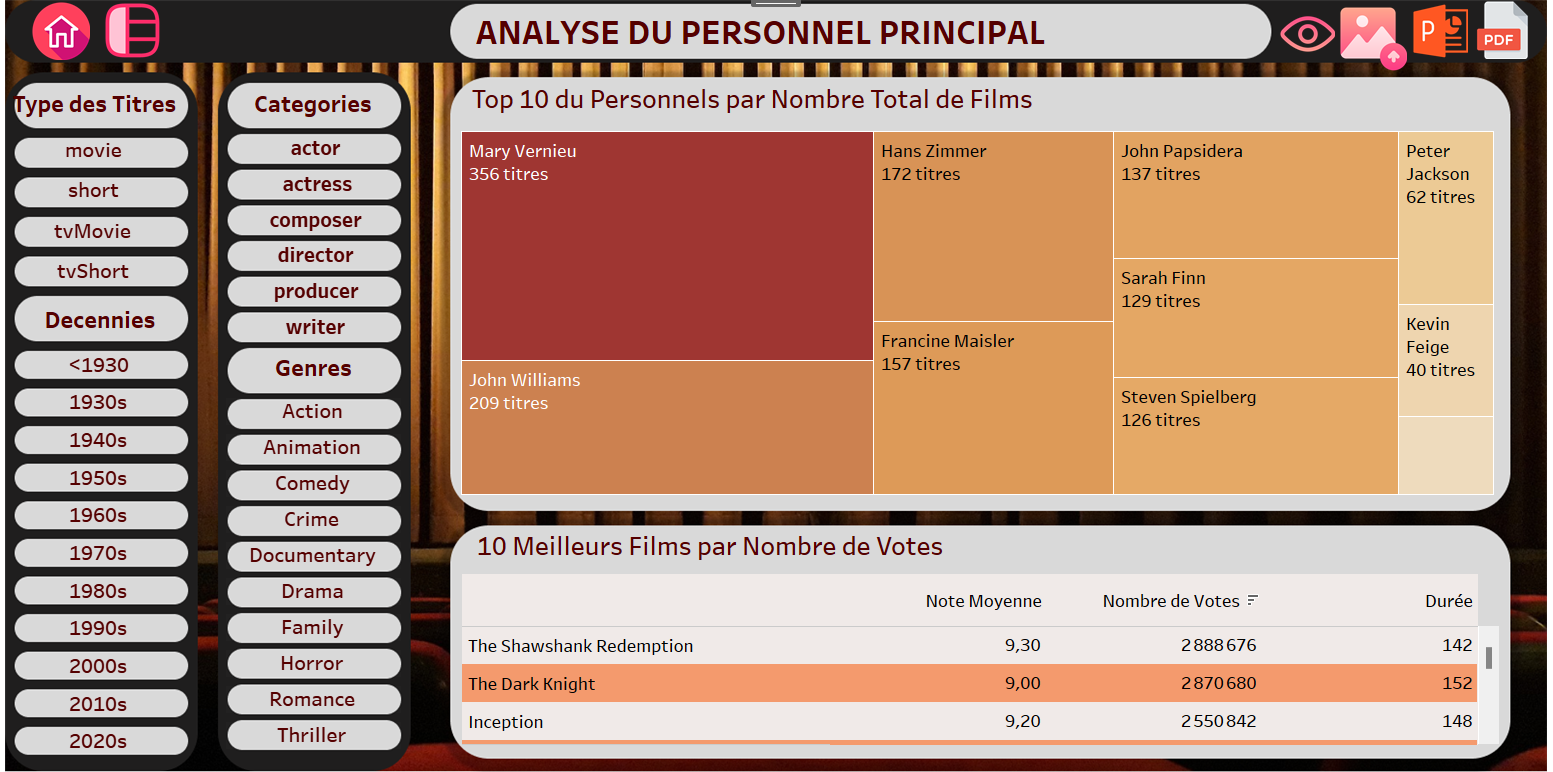 ANALYSE DU PERSONNEL PRINCIPAL
P
PDF
Type des Titres
movie
short
tvMovie
tvShort
Decennies
<1930
1930s
1940s
1950s
1960s
1970s
1980s
1990s
2000s
2010s
2020s
Categories
actor
actress
composer
director
producer
writer
Genres
Action
Animation
Comedy
Crime
Documentary
Drama
Family
Horror
Romance
Thriller
Top 10 du Personnels par Nombre Total de Films
Mary Vernieu
356 titres
John Williams
209 titres
Hans Zimmer
172 titres
Francine Maisler
157 titres
John Papsidera
137 titres
Sarah Finn
129 titres
Steven Spielberg
126 titres
Peter
Jackson
62 titres
Kevin
Feige
40 titres
10 Meilleurs Films par Nombre de Votes
Note Moyenne Nombre de Votes Durée
The Shawshank Redemption 9,30 2 888 676 142
The Dark Knight 9,00 2 870 680 152
Inception 9,20 2 550 842 148